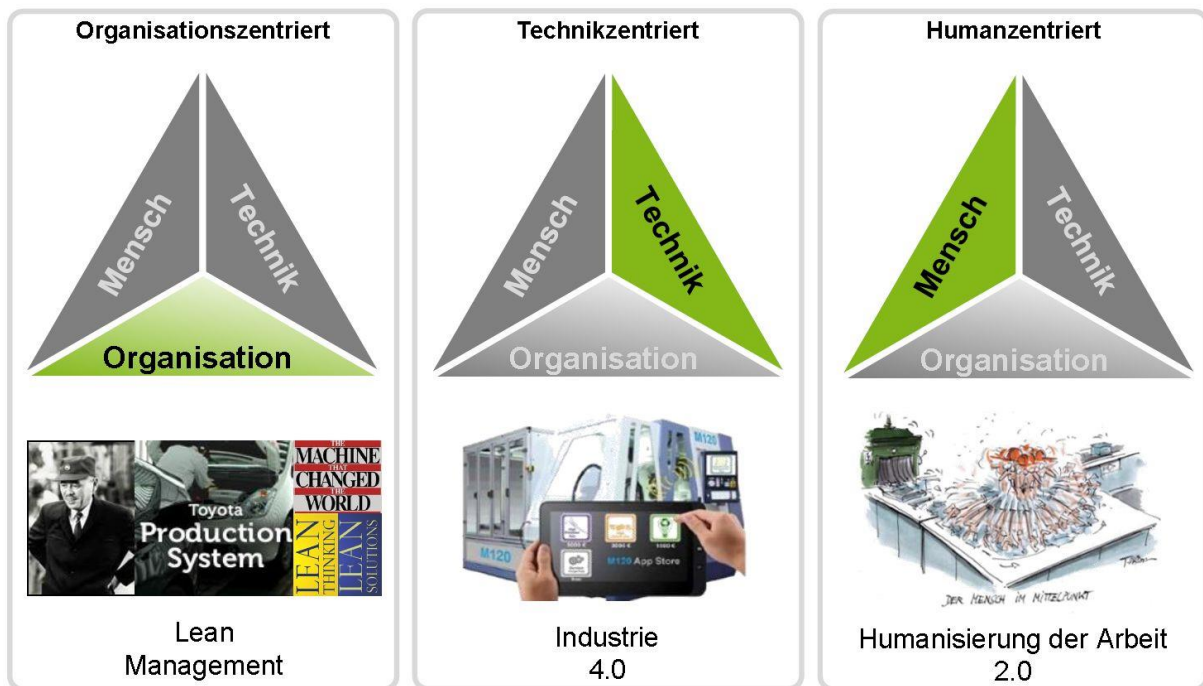 Organisationszentriert
Mensch
Technik
Organisation
THE
MACHINE
THAT
CHANGED
THE
WORLD
Toyota
Production
System
LEAN
THINKING
LEAN
SOLUTIONS
Lean
Management
Technikzentriert
Mensch
Technik
Organisation
M120
M120
M120 App Store
Industrie
4.0
Humanzentriert
Mensch
Technik
Organisation
DER MENSCH IM MITTELPUNKT
Humanisierung der Arbeit
2.0